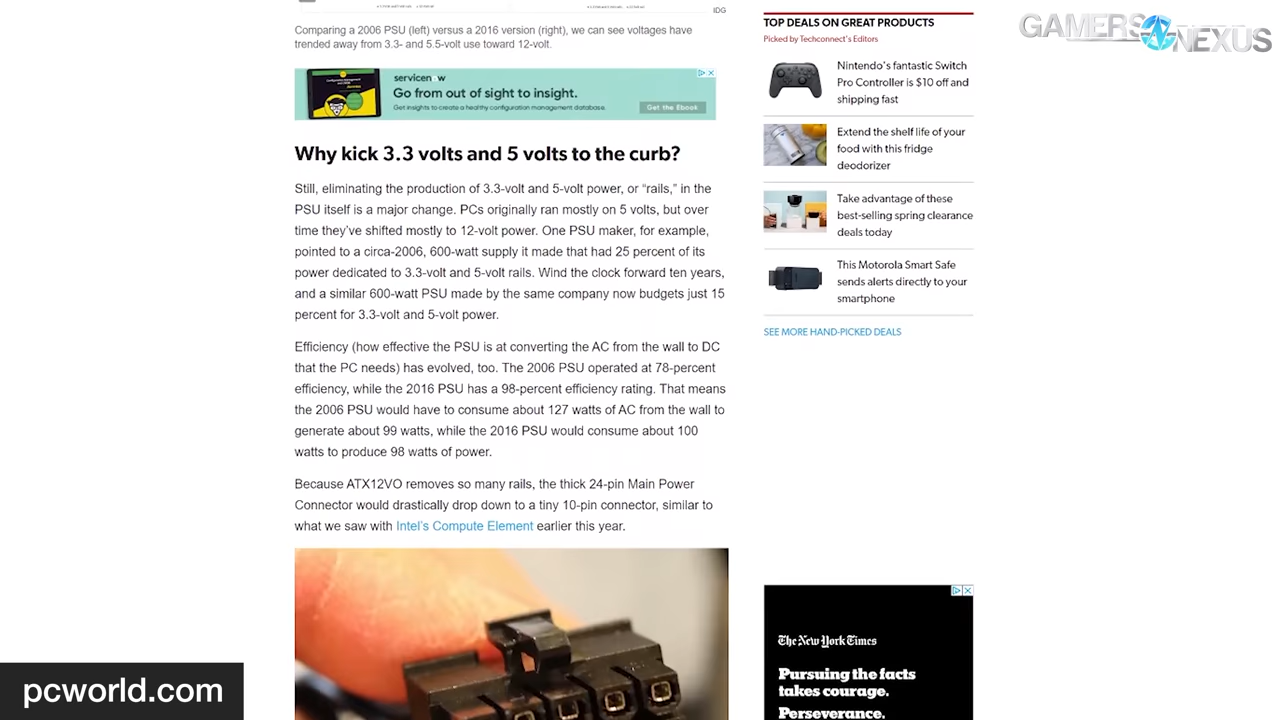 IDG
Comparing a 2006 PSU (left) versus a 2016 version (right), we can see voltages have
trended away from 3.3- and 5.5-volt use toward 12-volt.
servicenow
Go from out of sight to insight.
Get insights to create a healthy configuration management database.
Get the Ebook
Why kick 3.3 volts and 5 volts to the curb?
Still, eliminating the production of 3.3-volt and 5-volt power, or “rails,” in the
PSU itself is a major change. PCs originally ran mostly on 5 volts, but over
time they’ve shifted mostly to 12-volt power. One PSU maker, for example,
pointed to a circa-2006, 600-watt supply it made that had 25 percent of its
power dedicated to 3.3-volt and 5-volt rails. Wind the clock forward ten years,
and a similar 600-watt PSU made by the same company now budgets just 15
percent for 3.3-volt and 5-volt power.
Efficiency (how effective the PSU is at converting the AC from the wall to DC
that the PC needs) has evolved, too. The 2006 PSU operated at 78-percent
efficiency, while the 2016 PSU has a 98-percent efficiency rating. That means
the 2006 PSU would have to consume about 127 watts of AC from the wall to
generate about 99 watts, while the 2016 PSU would consume about 100
watts to produce 98 watts of power.
Because ATX12VO removes so many rails, the thick 24-pin Main Power
Connector would drastically drop down to a tiny 10-pin connector, similar to
what we saw with Intel’s Compute Element earlier this year.
TOP DEALS ON GREAT PRODUCTS
Picked by Techconnect's Editors
Nintendo's fantastic Switch
Pro Controller is $10 off and
shipping fast
Extend the shelf life of your
food with this fridge
deodorizer
Take advantage of these
best-selling spring clearance
deals today
This Motorola Smart Safe
sends alerts directly to your
smartphone
SEE MORE HAND-PICKED DEALS
The New York Times
Pursuing the facts
takes courage.
Perseverance.
GAMERS
NEXUS
pcworld.com